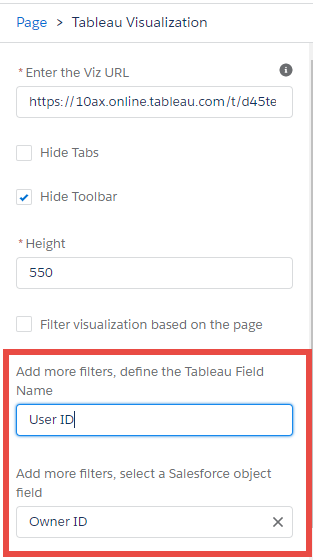 Page > Tableau Visualization
* Enter the Viz URL
https://10ax.online.tableau.com/t/d45te
Hide Tabs
Hide Toolbar
* Height
550
Filter visualization based on the page
Add more filters, define the Tableau Field
Name
User ID
Add more filters, select a Salesforce object
field
Owner ID